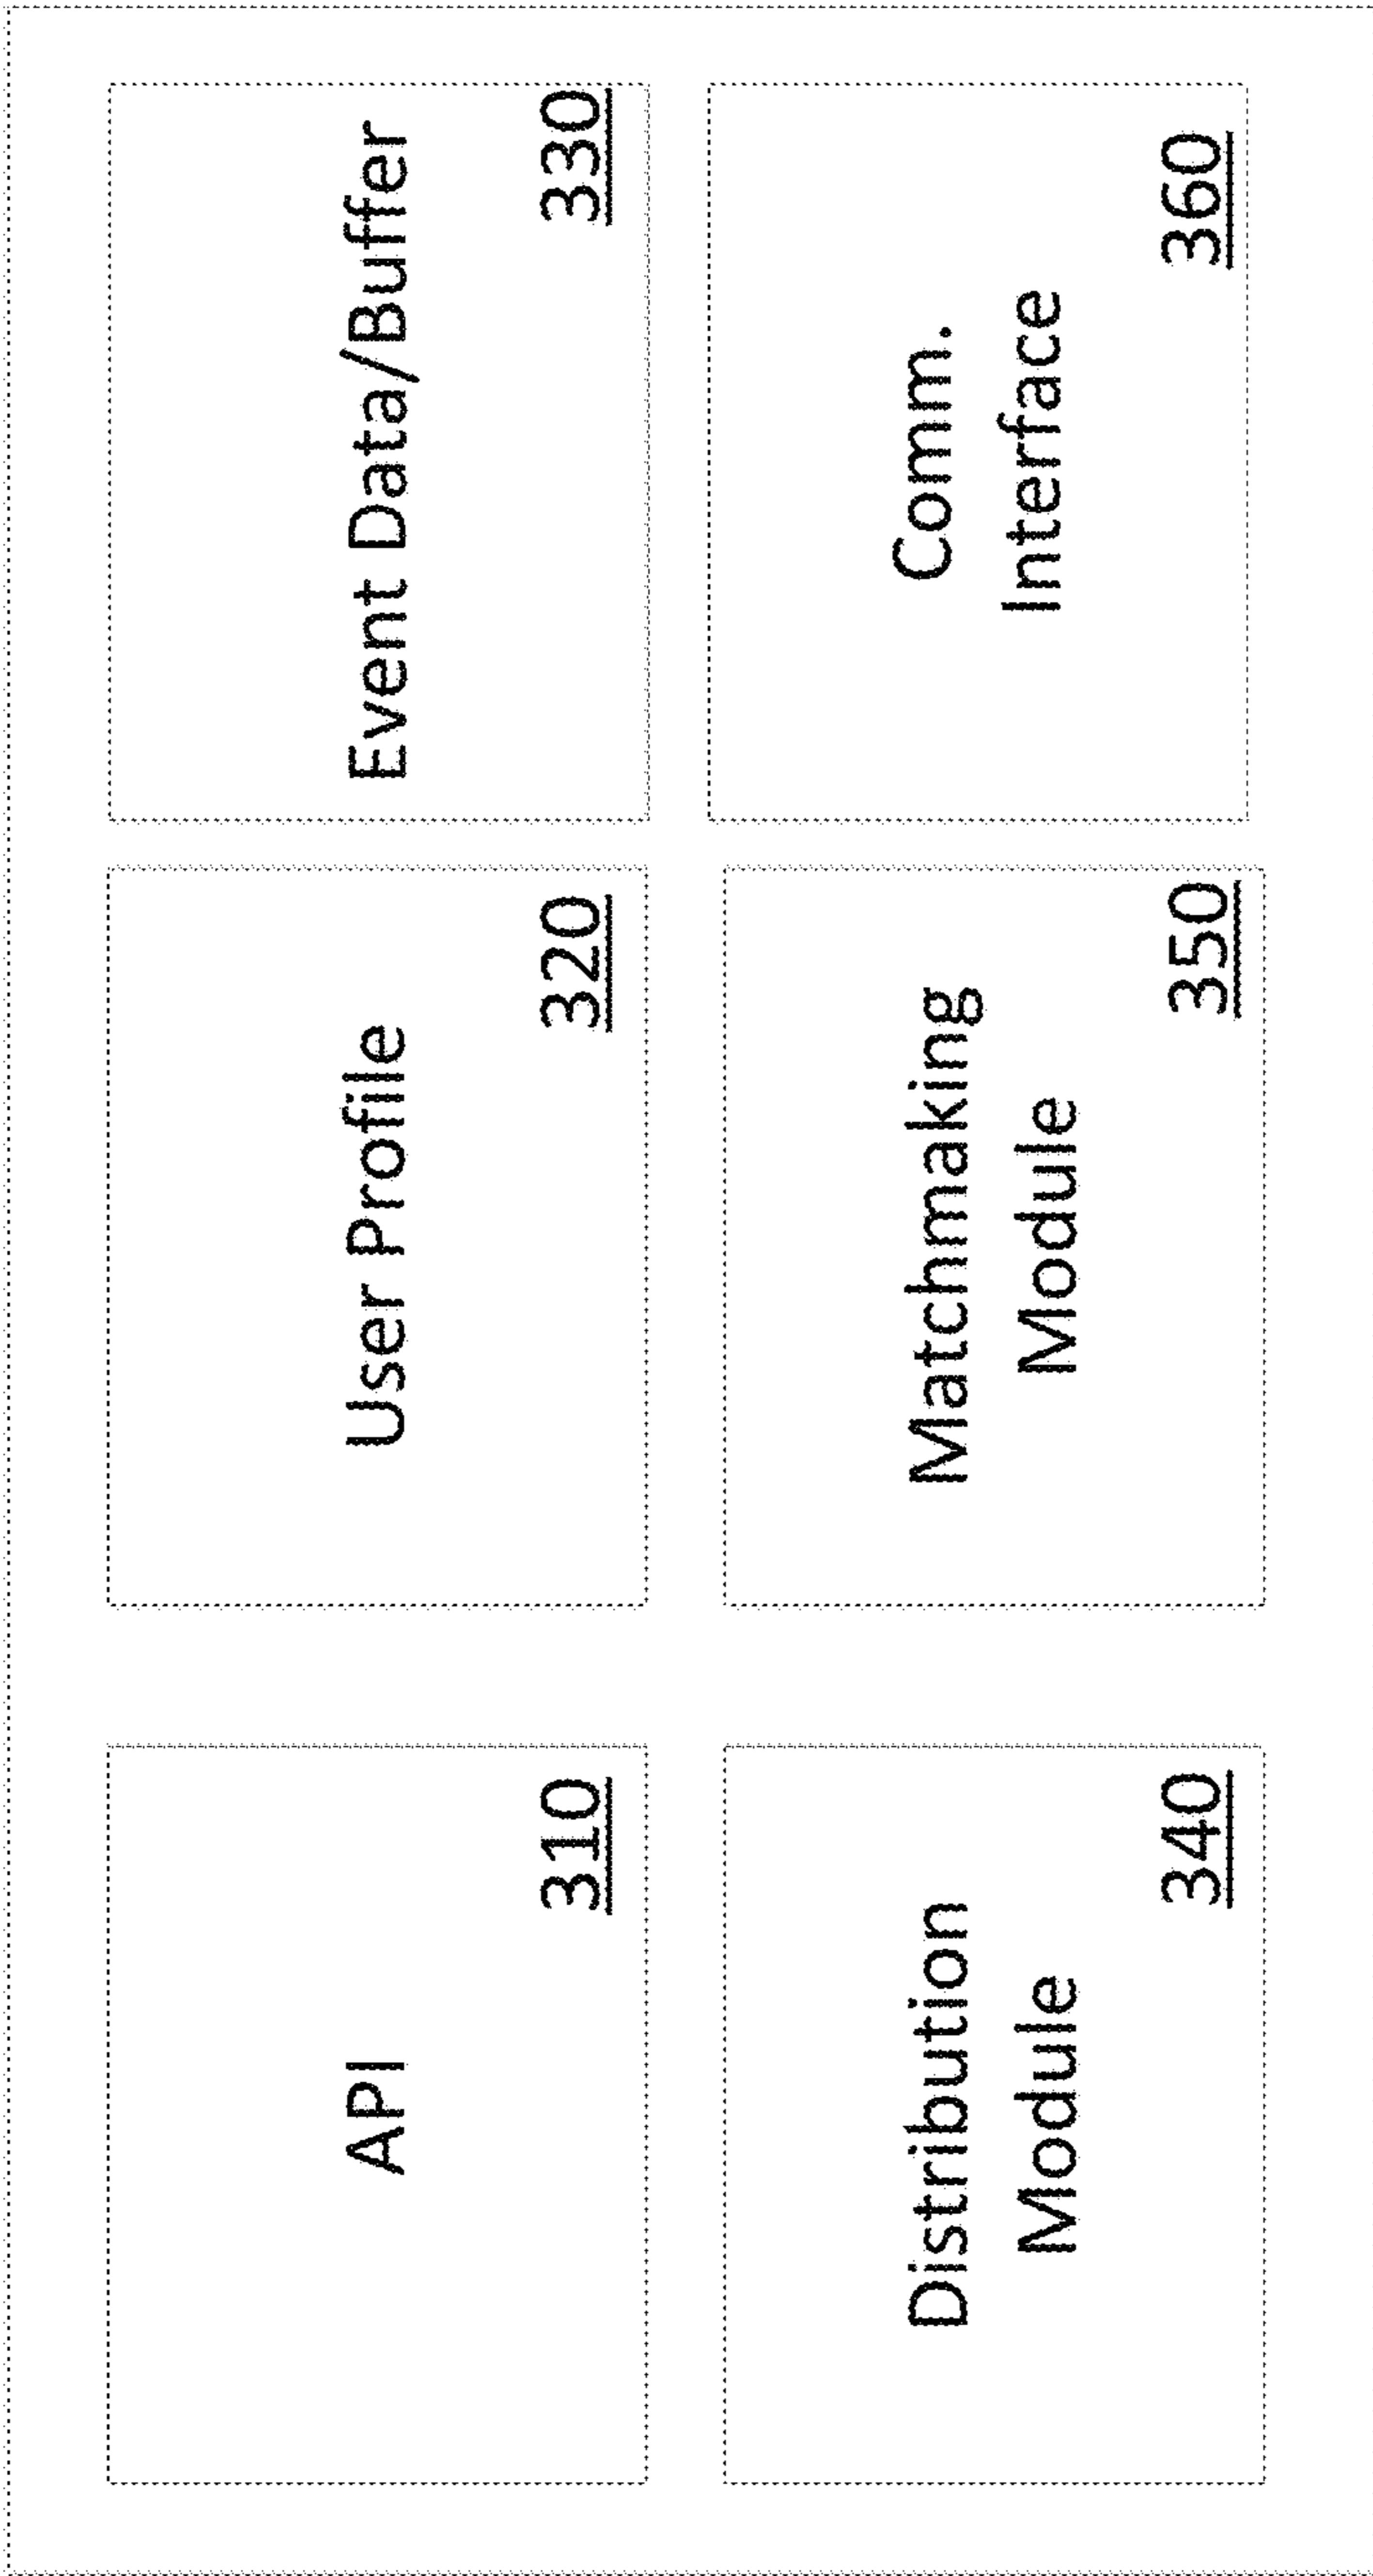 API
310
User Profile
320
Event Data/Buffer
330
Distribution
Module
340
Matchmaking
Module
350
Comm.
Interface
360